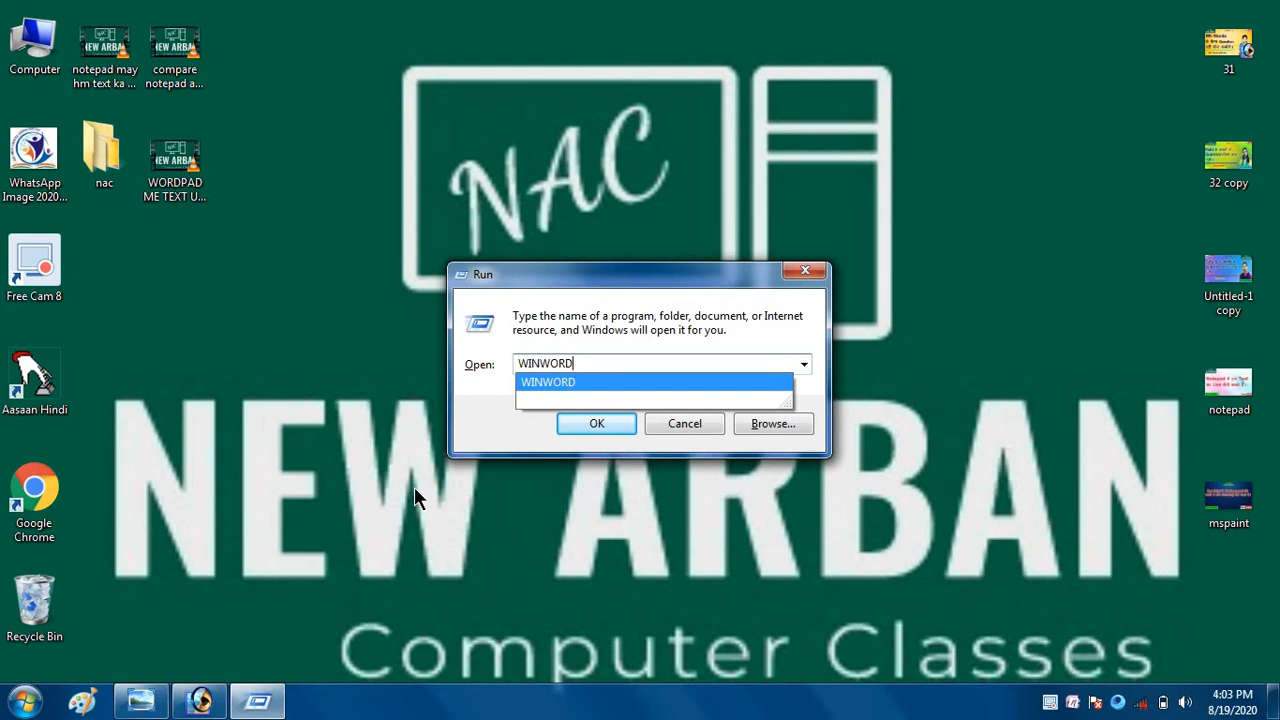 Computer
notepad may
hm text ka ...
compare
notepad a...
31
WhatsApp
Image 2020...
nac
WORDPAD
ME TEXT U...
32 copy
NAC
Free Cam 8
Untitled-1
copy
Run
Type the name of a program, folder, document, or Internet
resource, and Windows will open it for you.
Open:
WINWORD
WINWORD
OK
Cancel
Browse...
Aasaan Hindi
notepad
NEW ARBAN
Computer Classes
Google
Chrome
mspaint
Recycle Bin
4:03 PM
8/19/2020